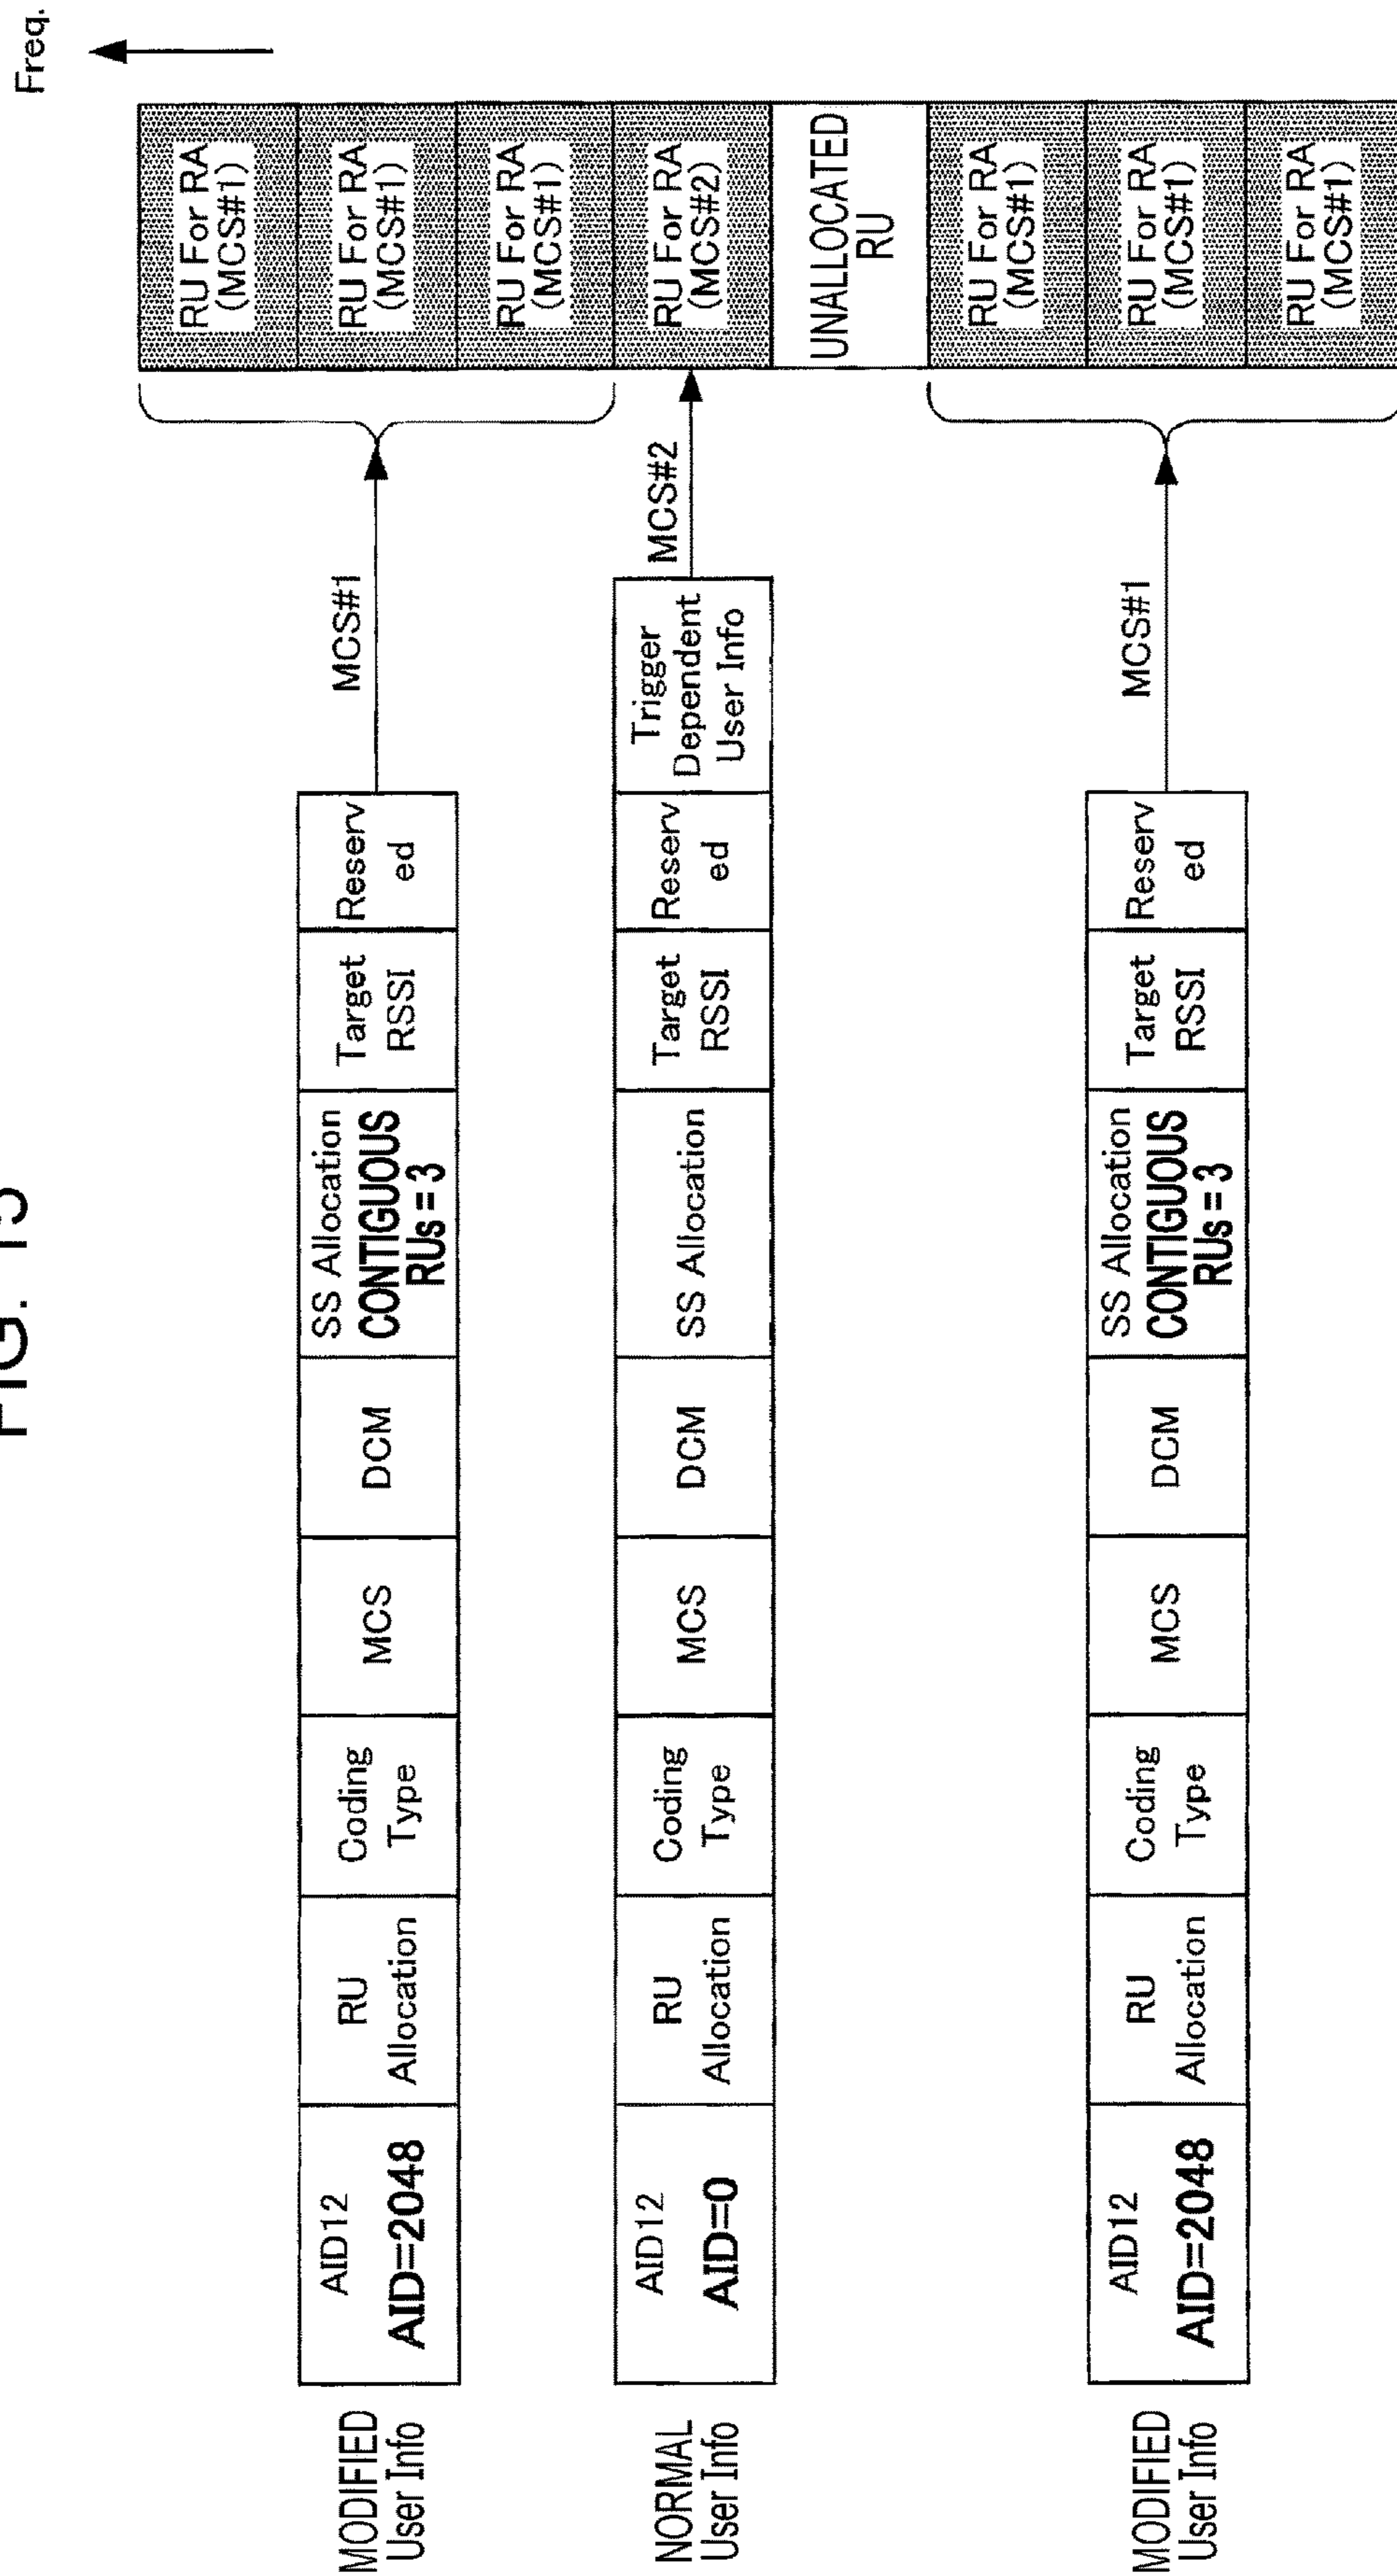 FIG.
Freq.
MODIFIED
User Info
AID12
AID=2048
RU
Allocation
Coding
Type
MCS
DCM
SS Allocation
CONTIGUOUS
RUs = 3
Target
RSSI
Reserv
ed
MCS#1
RU For RA
(MCS#1)
RU For RA
(MCS#1)
RU For RA
(MCS#1)
NORMAL
User Info
AID12
AID=0
RU
Allocation
Coding
Type
MCS
DCM
SS Allocation
Target
RSSI
Reserv
ed
Trigger
Dependent
User Info
MCS#2
RU For RA
(MCS#2)
UNALLOCATED
RU
MODIFIED
User Info
AID12
AID=2048
RU
Allocation
Coding
Type
MCS
DCM
SS Allocation
CONTIGUOUS
RUs = 3
Target
RSSI
Reserv
ed
MCS#1
RU For RA
(MCS#1)
RU For RA
(MCS#1)
RU For RA
(MCS#1)